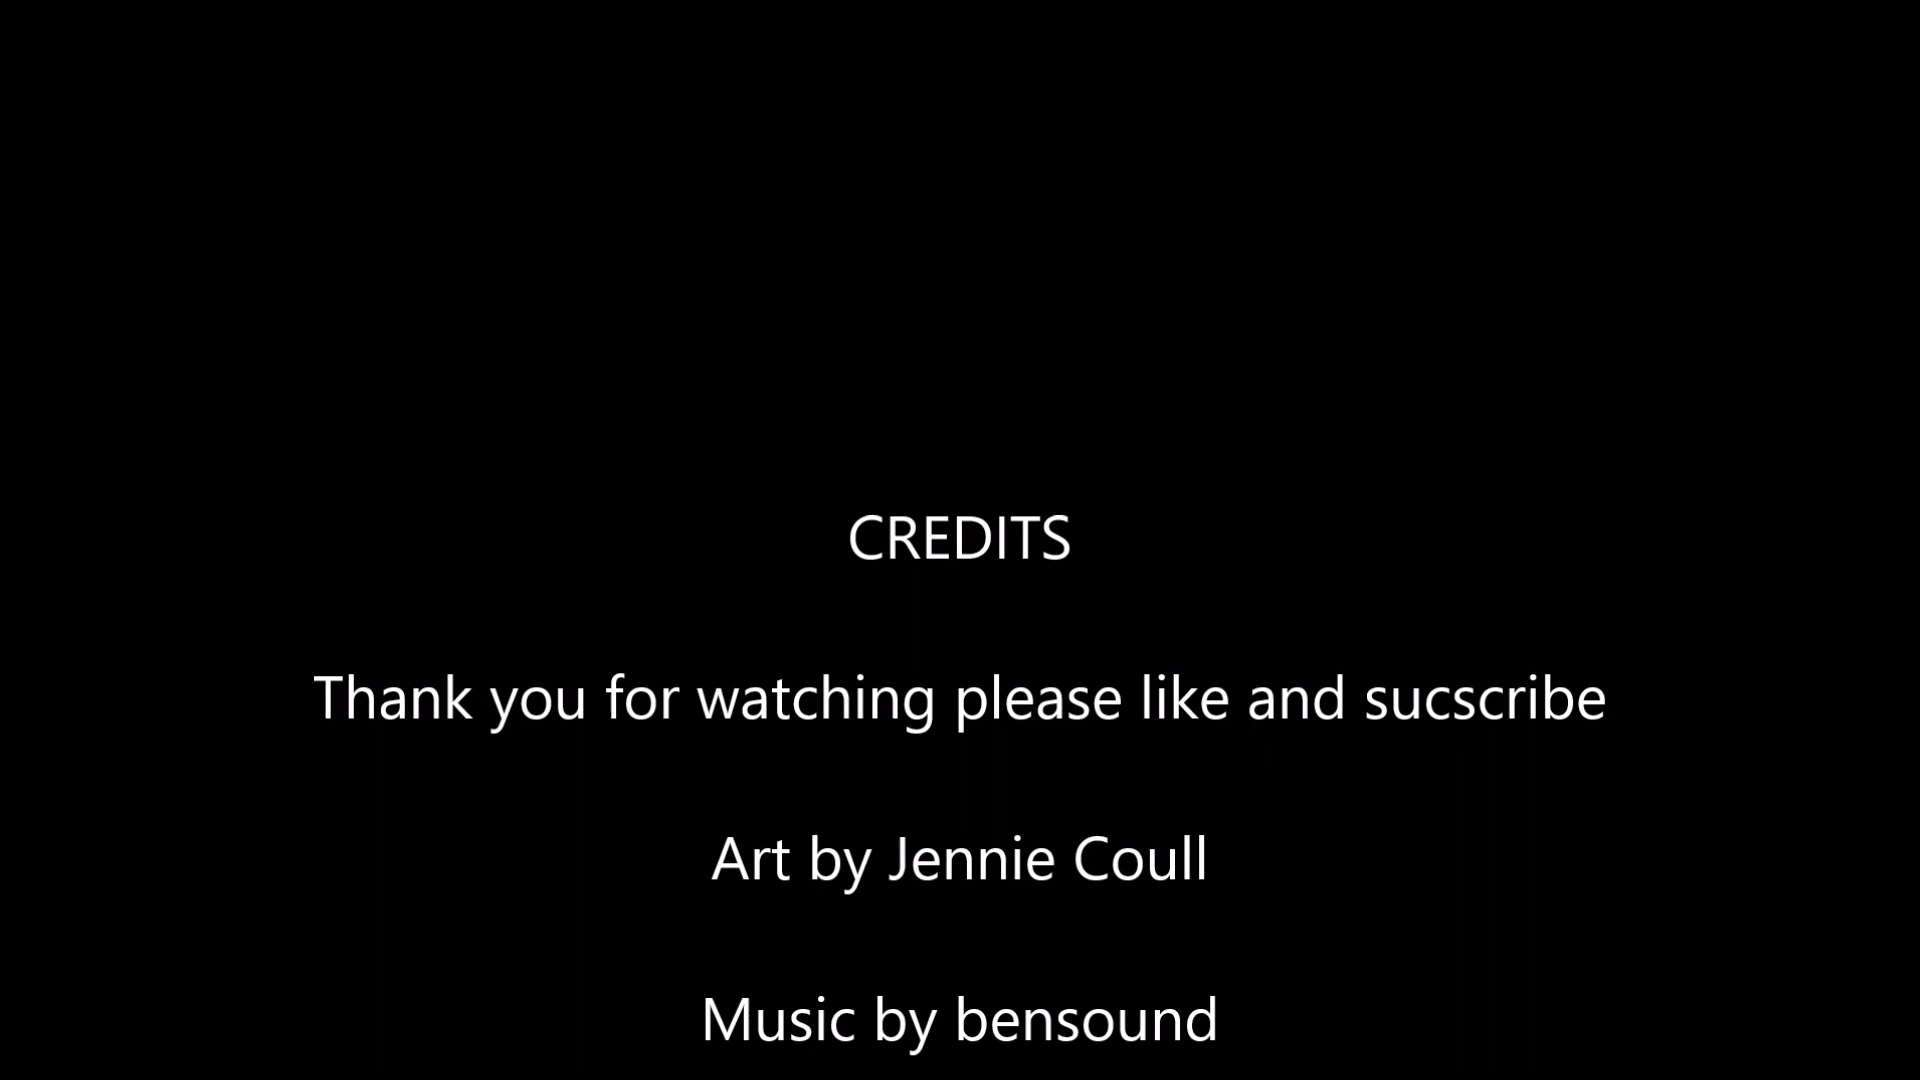 CREDITS
Thank you for watching please like and sucscribe
Art by Jennie Coull
Music by bensound